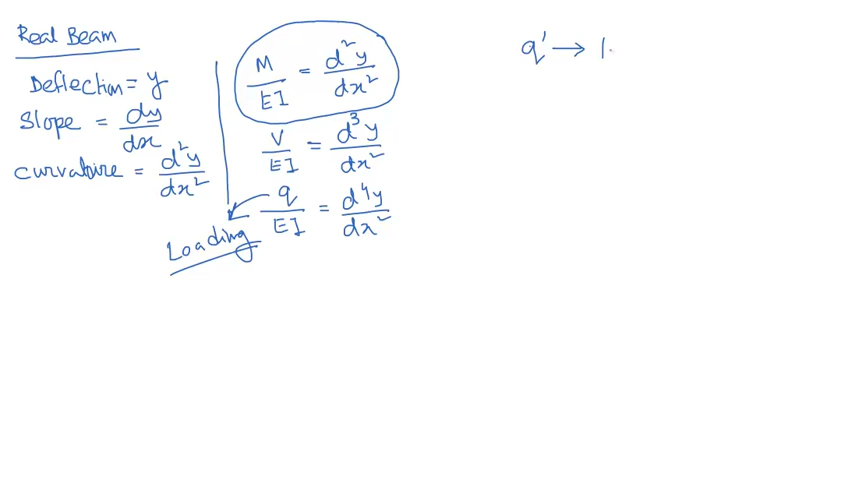 Real Beam
Deflection = y
Slope = dy/dx
curvature = d²y/dx²
M/EI = d²y/dx²
V/EI = d³y/dx²
q/EI = d⁴y/dx²
Loading
q' → 1